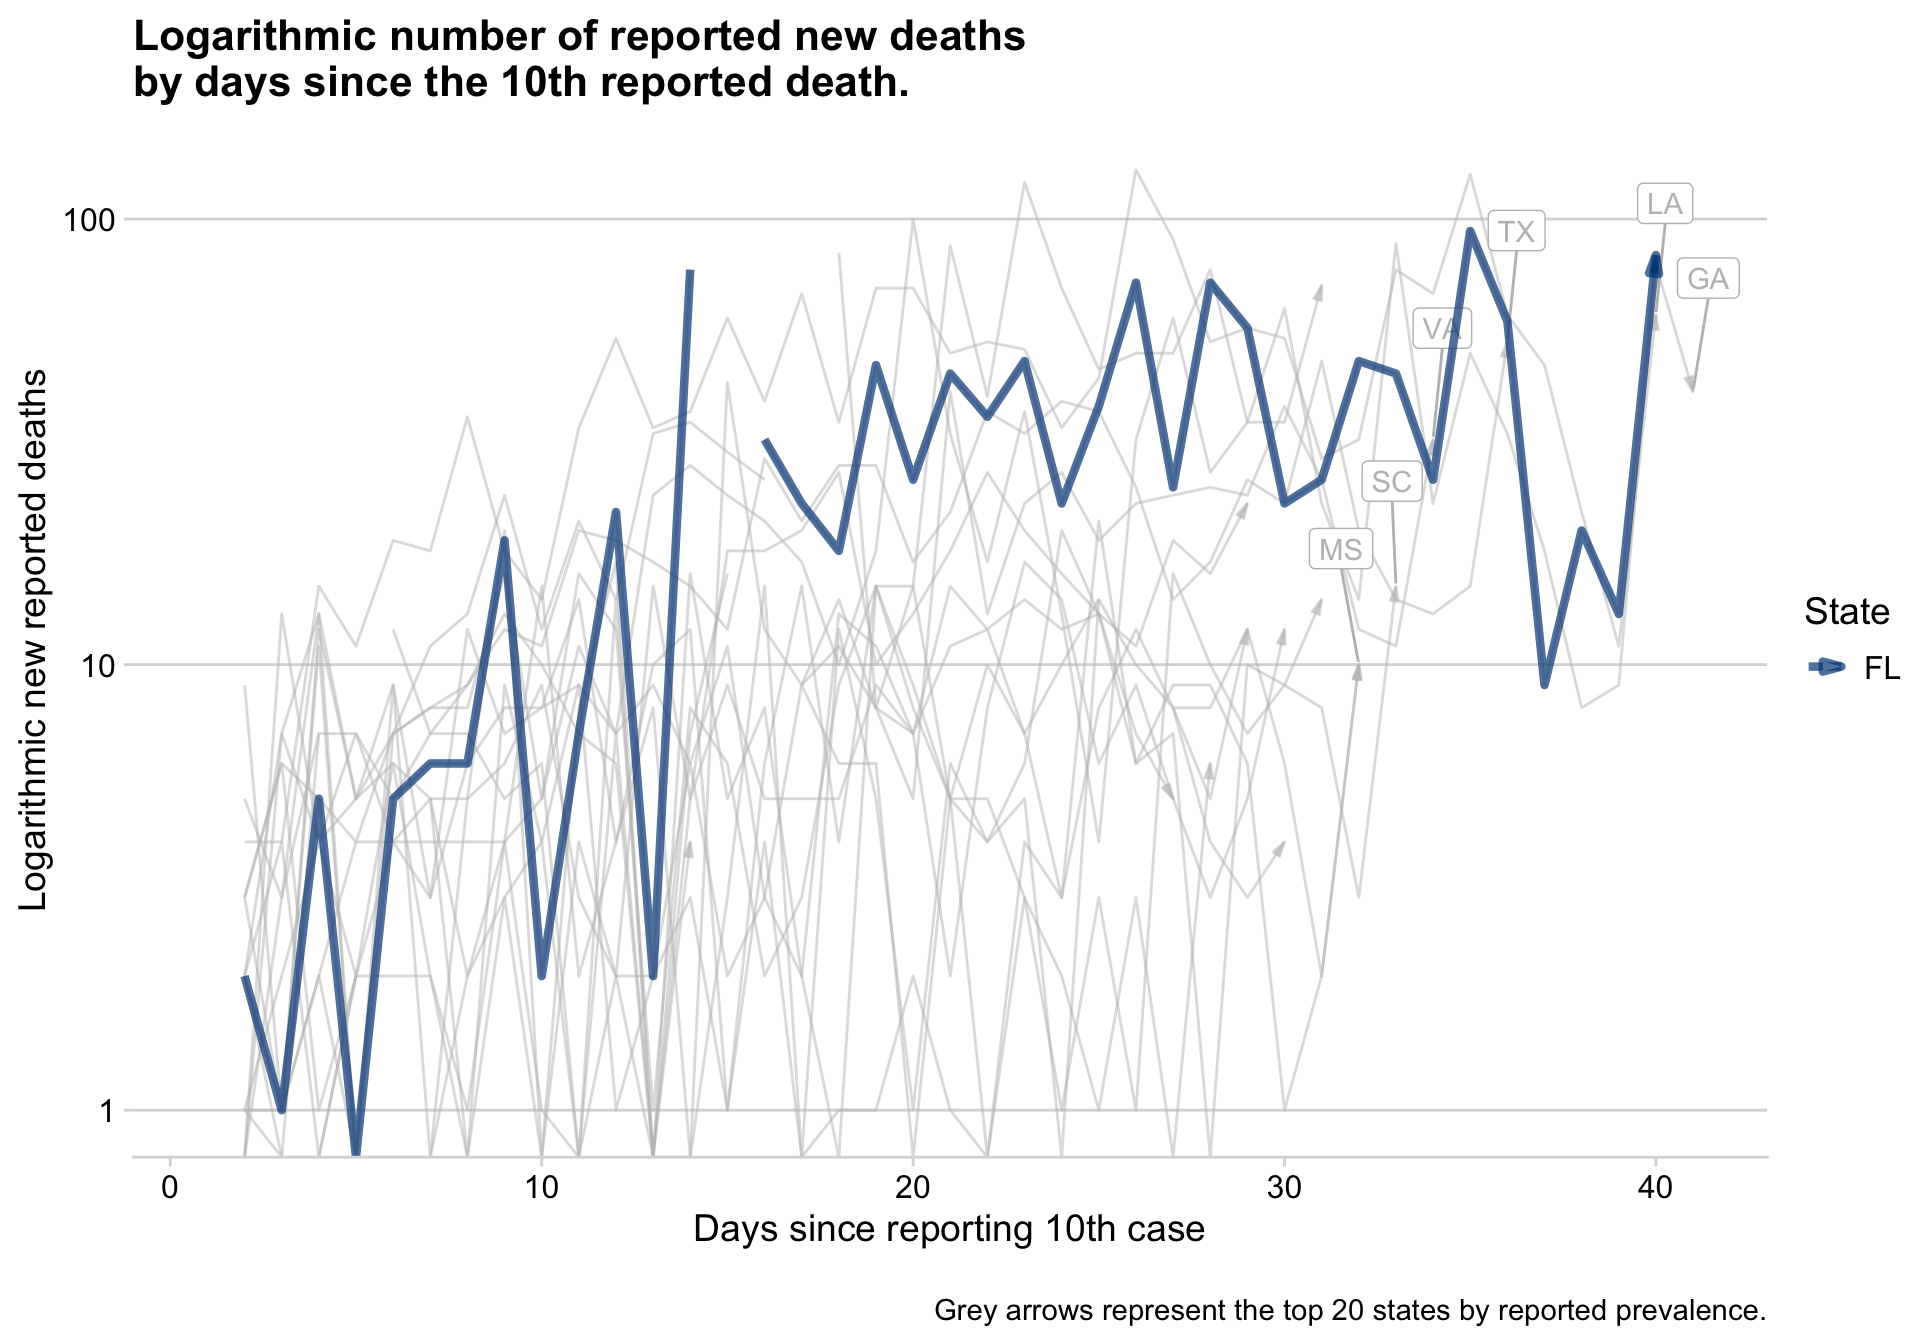 Logarithmic number of reported new deaths
by days since the 10th reported death.
Logarithmic new reported deaths
100
10
1
LA
TX
GA
VA
SC
MS
State
FL
0
10
20
30
40
Days since reporting 10th case
Grey arrows represent the top 20 states by reported prevalence.